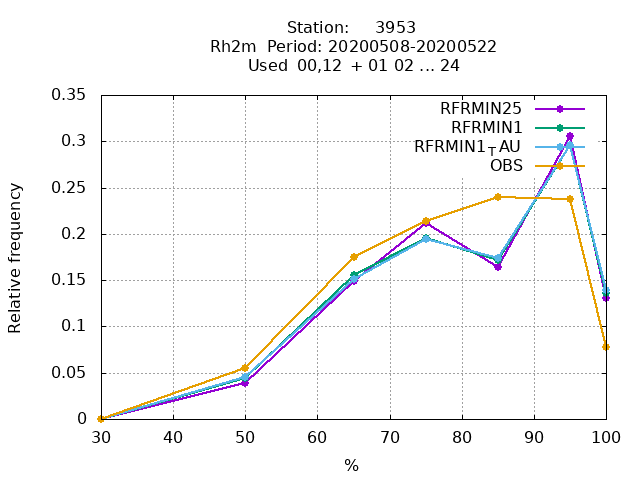 Station: 3953
Rh2m Period: 20200508-20200522
Used 00,12 + 01 02 ... 24
0.35
0.3
0.25
0.2
0.15
0.1
0.05
0
Relative frequency
RFRMIN25
RFRMIN1
RFRMIN1TAU
OBS
30 40 50 60 70 80 90 100
%